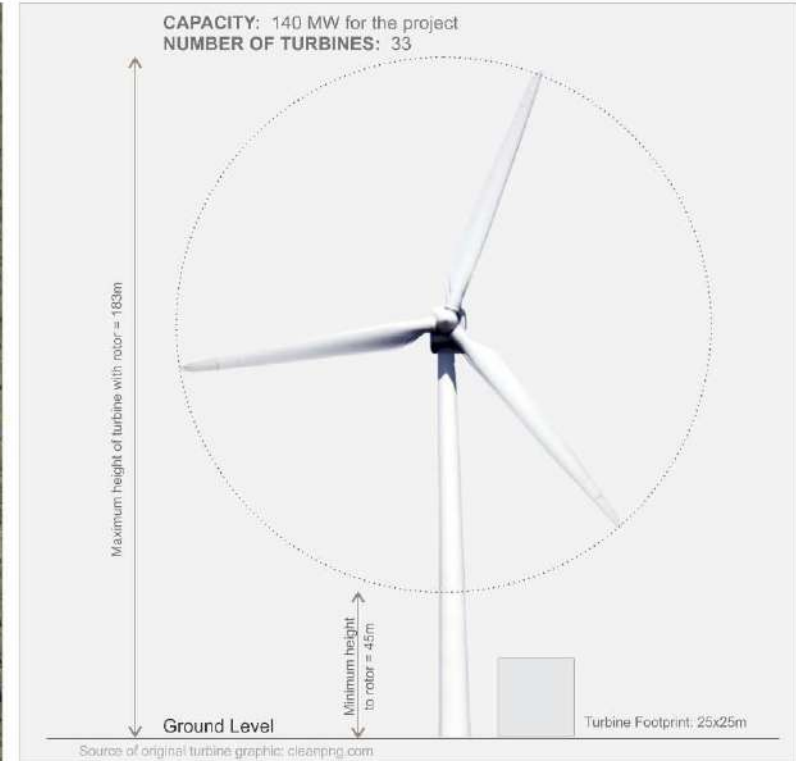 CAPACITY: 140 MW for the project
NUMBER OF TURBINES: 33
Maximum height of turbine with rotor = 183m
Minimum height
to rotor = 45m
Ground Level
Turbine Footprint: 25x25m
Source of original turbine graphic: cleanpng.com